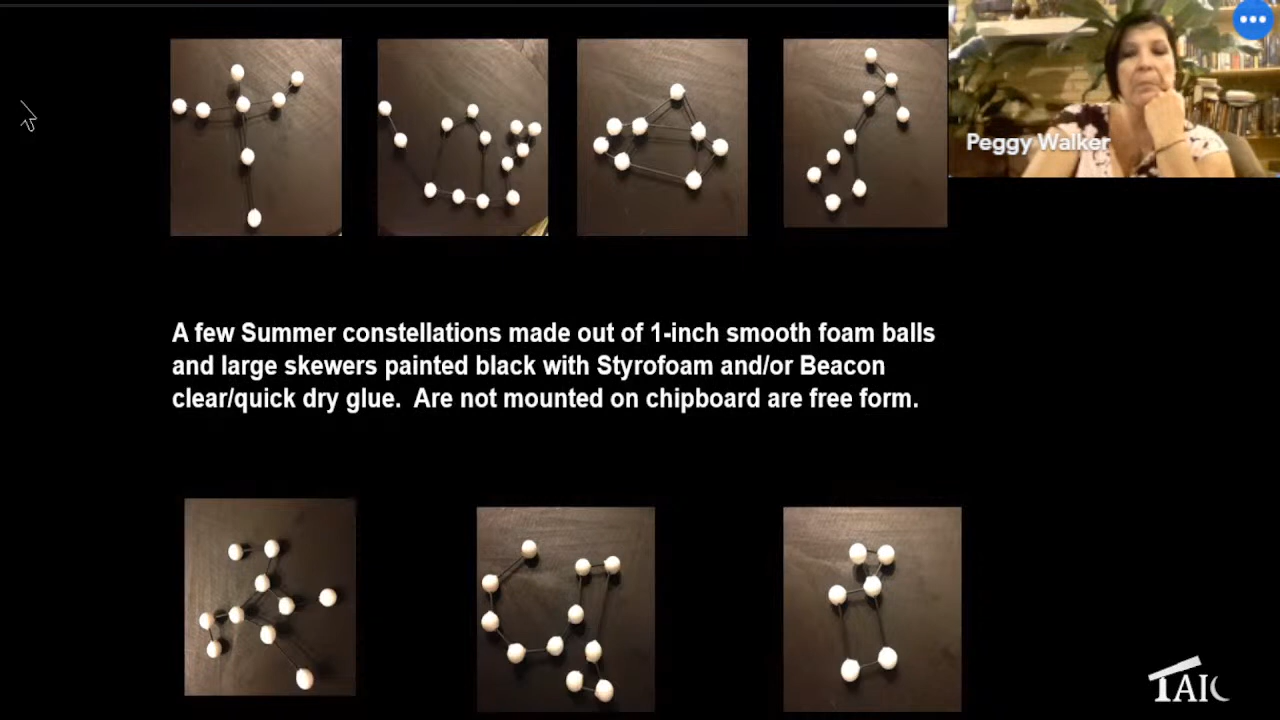 Peggy Walker
A few Summer constellations made out of 1-inch smooth foam balls
and large skewers painted black with Styrofoam and/or Beacon
clear/quick dry glue.  Are not mounted on chipboard are free form.
TAIC